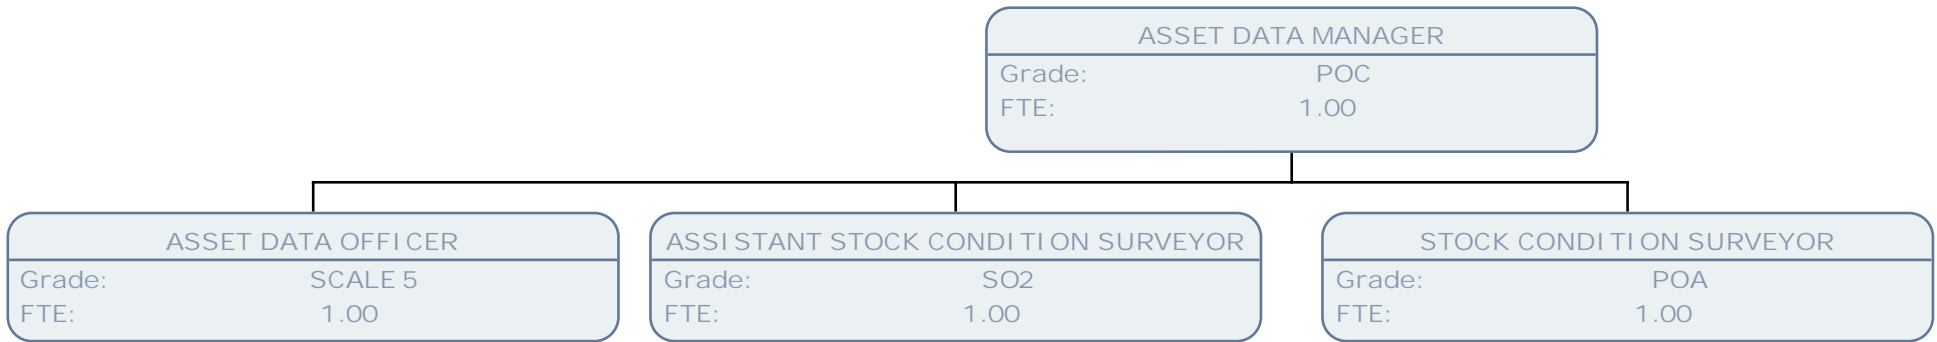 ASSET DATA MANAGER
Grade: POC
FTE: 1.00
ASSET DATA OFFICER
Grade: SCALE 5
FTE: 1.00
ASSISTANT STOCK CONDITION SURVEYOR
Grade: SO2
FTE: 1.00
STOCK CONDITION SURVEYOR
Grade: POA
FTE: 1.00